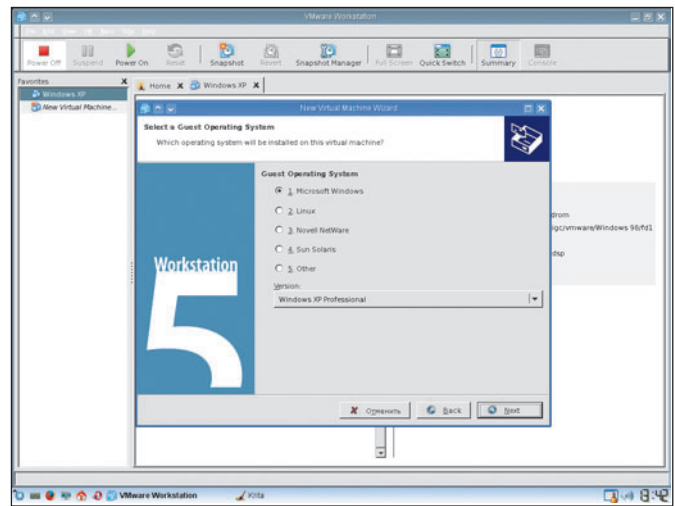 VMware Workstation
Power Off Suspend Power On Reset Snapshot Revert Snapshot Manager Full Screen Quick Switch Summary Console
Favorites
Windows XP
New Virtual Machine...
Home Windows XP
New Virtual Machine Wizard
Select a Guest Operating System
Which operating system will be installed on this virtual machine?
Workstation
5
Guest Operating System
1. Microsoft Windows
2. Linux
3. Novell NetWare
4. Sun Solaris
5. Other
Version:
Windows XP Professional
Отменить Back Next
drom
igc/vmware/Windows 98/fd1
dsp
VMware Workstation Krita
8:42